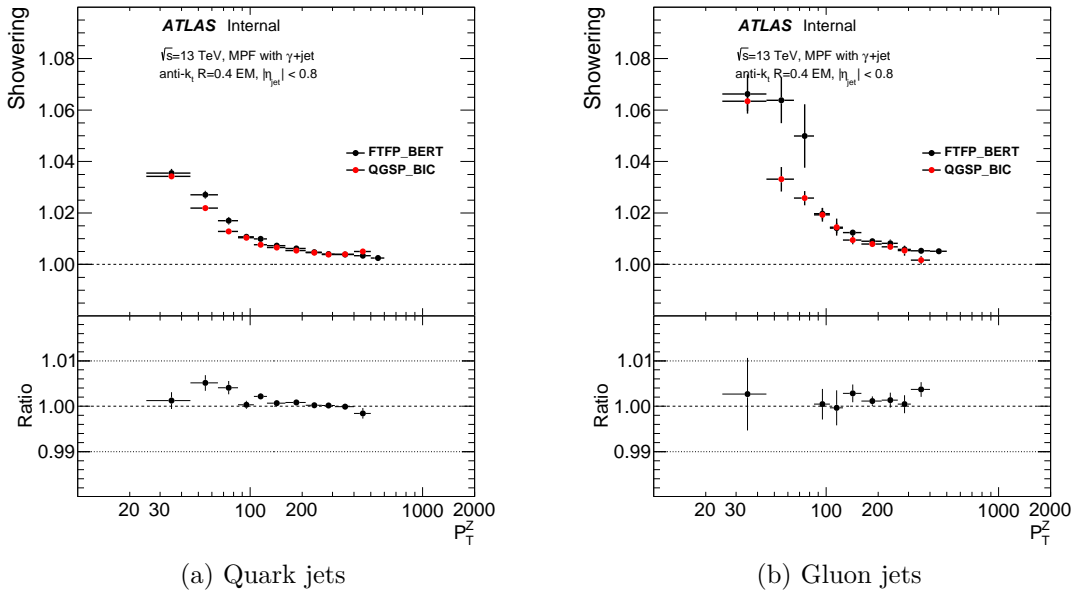 Showering
1.08
1.06
1.04
1.02
1.00
ATLAS Internal
√s=13 TeV, MPF with γ+jet
anti-kt R=0.4 EM, |ηjet| < 0.8
FTFP_BERT
QGSP_BIC
Ratio
1.01
1.00
0.99
20 30 100 200 1000 2000
P_T^Z
(a) Quark jets
Showering
1.08
1.06
1.04
1.02
1.00
ATLAS Internal
√s=13 TeV, MPF with γ+jet
anti-kt R=0.4 EM, |ηjet| < 0.8
FTFP_BERT
QGSP_BIC
Ratio
1.01
1.00
0.99
20 30 100 200 1000 2000
P_T^Z
(b) Gluon jets